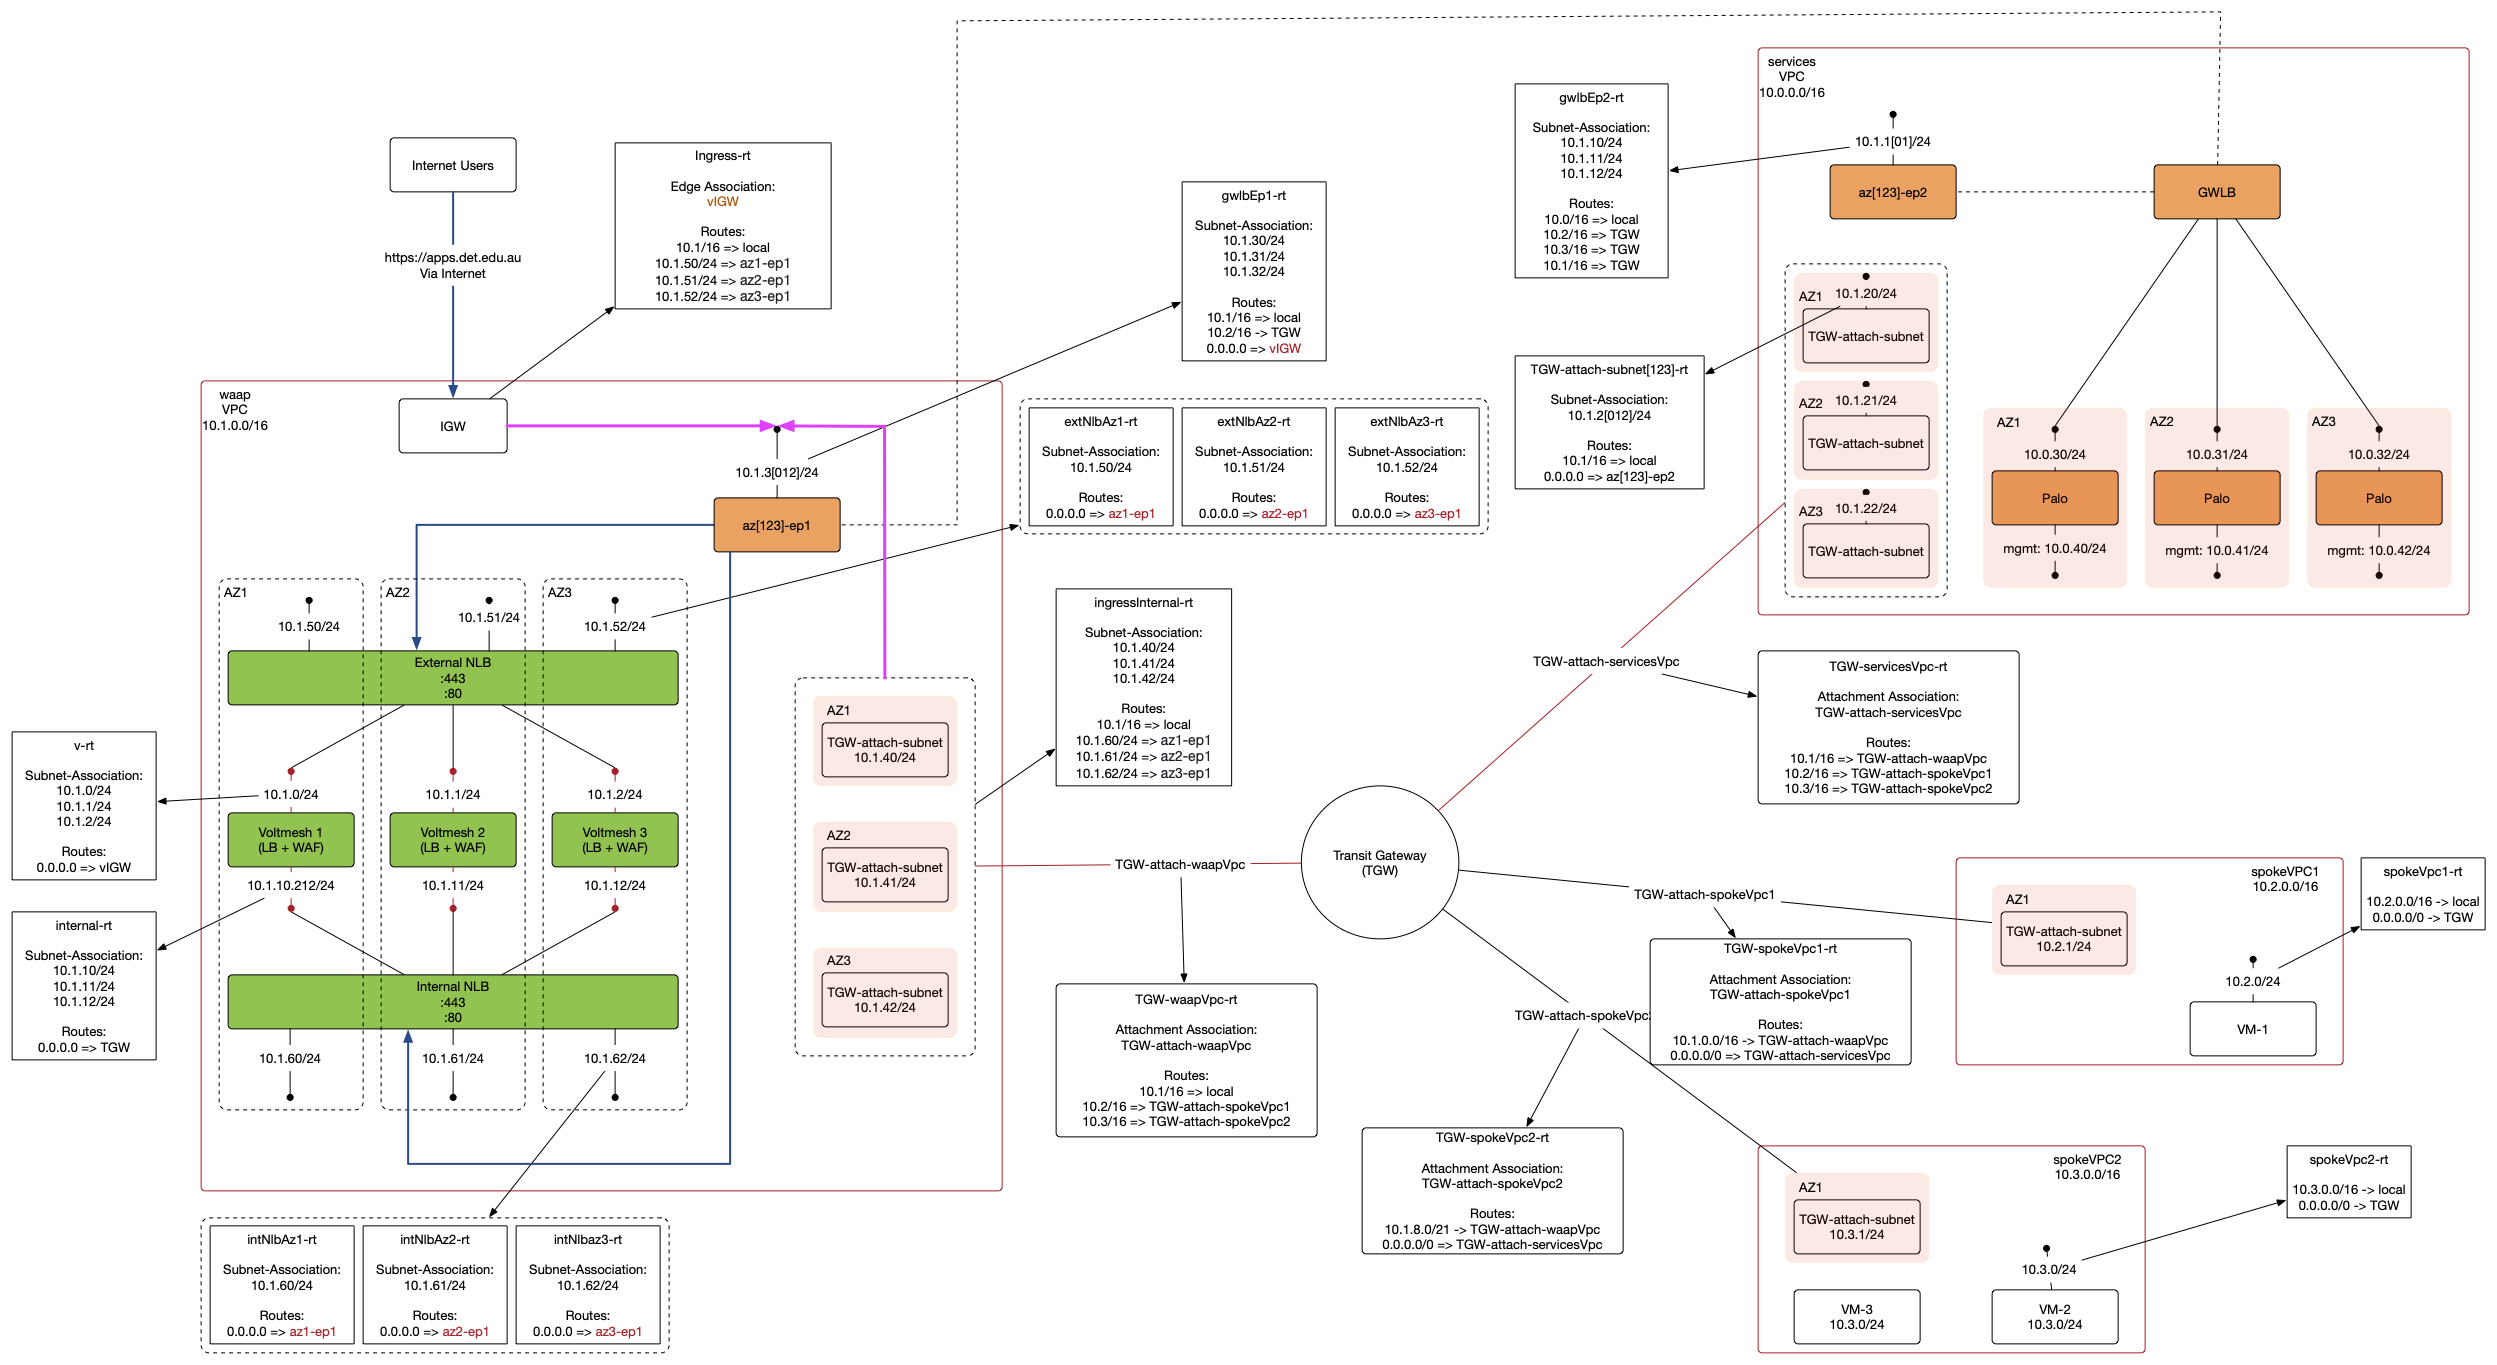 services
VPC
10.0.0.0/16
gwlbEp2-rt
Subnet-Association:
10.1.10/24
10.1.11/24
10.1.12/24
Routes:
10.0/16 => local
10.2/16 => TGW
10.3/16 => TGW
10.1/16 => TGW
10.1.1[01]/24
az[123]-ep2
GWLB
Internet Users
https://apps.det.edu.au
Via Internet
Ingress-rt
Edge Association:
vIGW
Routes:
10.1/16 => local
10.1.50/24 => az1-ep1
10.1.51/24 => az2-ep1
10.1.52/24 => az3-ep1
gwlbEp1-rt
Subnet-Association:
10.1.30/24
10.1.31/24
10.1.32/24
Routes:
10.1/16 => local
10.2/16 -> TGW
0.0.0.0 => vIGW
AZ1
10.1.20/24
TGW-attach-subnet
AZ2
10.1.21/24
TGW-attach-subnet
AZ3
10.1.22/24
TGW-attach-subnet
TGW-attach-subnet[123]-rt
Subnet-Association:
10.1.2[012]/24
Routes:
10.1/16 => local
0.0.0.0 => az[123]-ep2
AZ1
10.0.30/24
Palo
mgmt: 10.0.40/24
AZ2
10.0.31/24
Palo
mgmt: 10.0.41/24
AZ3
10.0.32/24
Palo
mgmt: 10.0.42/24
waap
VPC
10.1.0.0/16
IGW
10.1.3[012]/24
az[123]-ep1
extNlbAz1-rt
Subnet-Association:
10.1.50/24
Routes:
0.0.0.0 => az1-ep1
extNlbAz2-rt
Subnet-Association:
10.1.51/24
Routes:
0.0.0.0 => az2-ep1
extNlbAz3-rt
Subnet-Association:
10.1.52/24
Routes:
0.0.0.0 => az3-ep1
AZ1
10.1.50/24
AZ2
10.1.51/24
AZ3
10.1.52/24
External NLB
:443
:80
ingressInternal-rt
Subnet-Association:
10.1.40/24
10.1.41/24
10.1.42/24
Routes:
10.1/16 => local
10.1.60/24 => az1-ep1
10.1.61/24 => az2-ep1
10.1.62/24 => az3-ep1
v-rt
Subnet-Association:
10.1.0/24
10.1.1/24
10.1.2/24
Routes:
0.0.0.0 => vIGW
10.1.0/24
10.1.1/24
10.1.2/24
Voltmesh 1
(LB + WAF)
Voltmesh 2
(LB + WAF)
Voltmesh 3
(LB + WAF)
10.1.10.212/24
10.1.11/24
10.1.12/24
internal-rt
Subnet-Association:
10.1.10/24
10.1.11/24
10.1.12/24
Routes:
0.0.0.0 => TGW
Internal NLB
:443
:80
10.1.60/24
10.1.61/24
10.1.62/24
AZ1
TGW-attach-subnet
10.1.40/24
AZ2
TGW-attach-subnet
10.1.41/24
AZ3
TGW-attach-subnet
10.1.42/24
TGW-attach-waapVpc
Transit Gateway
(TGW)
TGW-attach-servicesVpc
TGW-servicesVpc-rt
Attachment Association:
TGW-attach-servicesVpc
Routes:
10.1/16 => TGW-attach-waapVpc
10.2/16 => TGW-attach-spokeVpc1
10.3/16 => TGW-attach-spokeVpc2
TGW-attach-spokeVpc1
TGW-spokeVpc1-rt
Attachment Association:
TGW-attach-spokeVpc1
Routes:
10.1.0.0/16 -> TGW-attach-waapVpc
0.0.0.0/0 => TGW-attach-servicesVpc
spokeVPC1
10.2.0.0/16
AZ1
TGW-attach-subnet
10.2.1/24
10.2.0/24
VM-1
spokeVpc1-rt
10.2.0.0/16 -> local
0.0.0.0/0 -> TGW
TGW-waapVpc-rt
Attachment Association:
TGW-attach-waapVpc
Routes:
10.1/16 => local
10.2/16 => TGW-attach-spokeVpc1
10.3/16 => TGW-attach-spokeVpc2
TGW-attach-spokeVpc
TGW-spokeVpc2-rt
Attachment Association:
TGW-attach-spokeVpc2
Routes:
10.1.8.0/21 -> TGW-attach-waapVpc
0.0.0.0/0 => TGW-attach-servicesVpc
spokeVPC2
10.3.0.0/16
AZ1
TGW-attach-subnet
10.3.1/24
10.3.0/24
VM-3
10.3.0/24
VM-2
10.3.0/24
spokeVpc2-rt
10.3.0.0/16 -> local
0.0.0.0/0 -> TGW
intNlbAz1-rt
Subnet-Association:
10.1.60/24
Routes:
0.0.0.0 => az1-ep1
intNlbAz2-rt
Subnet-Association:
10.1.61/24
Routes:
0.0.0.0 => az2-ep1
intNlbaz3-rt
Subnet-Association:
10.1.62/24
Routes:
0.0.0.0 => az3-ep1